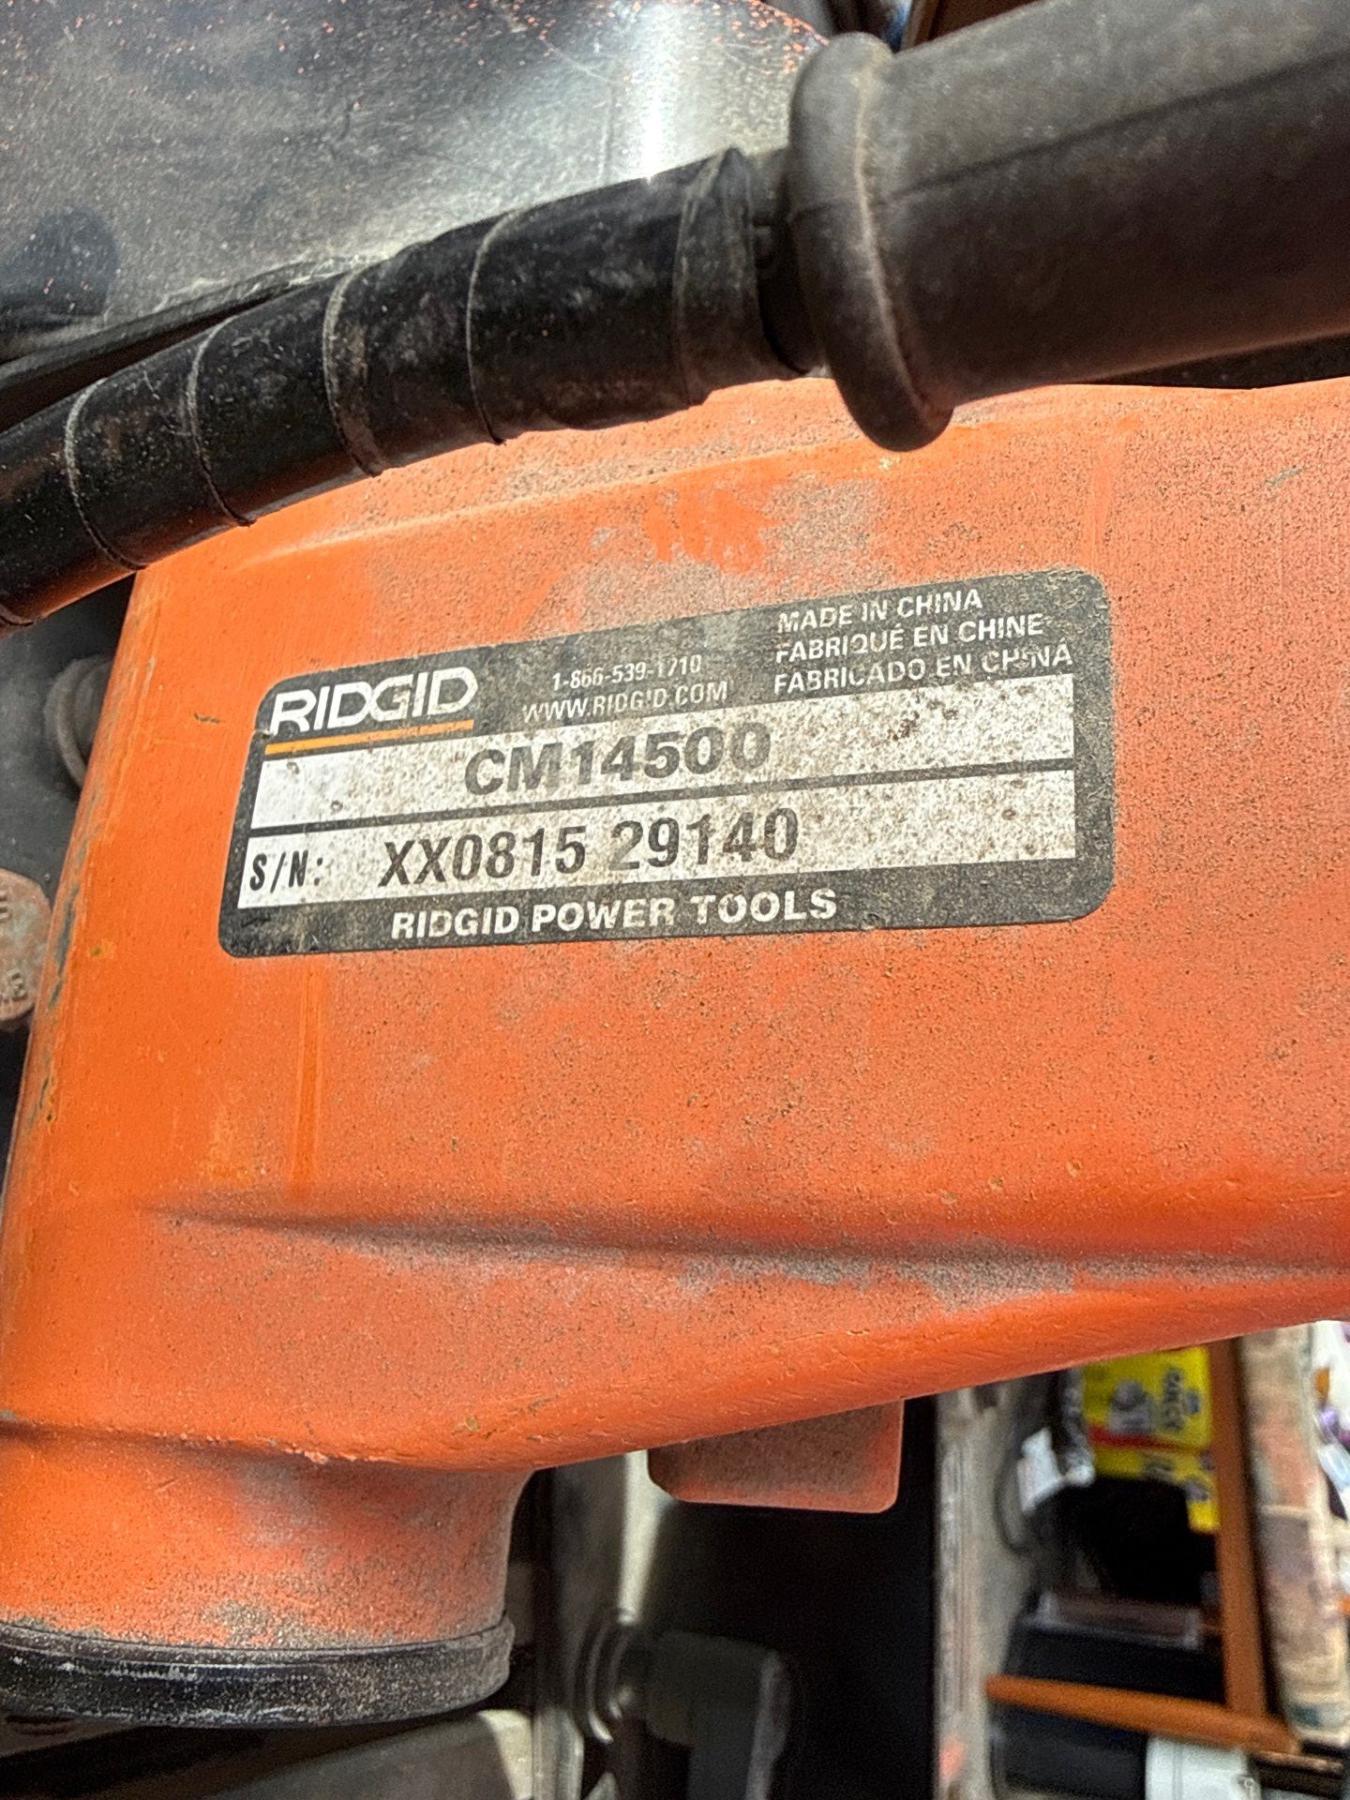 RIDGID
1-866-539-1710
WWW.RIDGID.COM
MADE IN CHINA
FABRIQUÉ EN CHINE
FABRICADO EN CHINA
CM14500
S/N: XX0815 29140
RIDGID POWER TOOLS